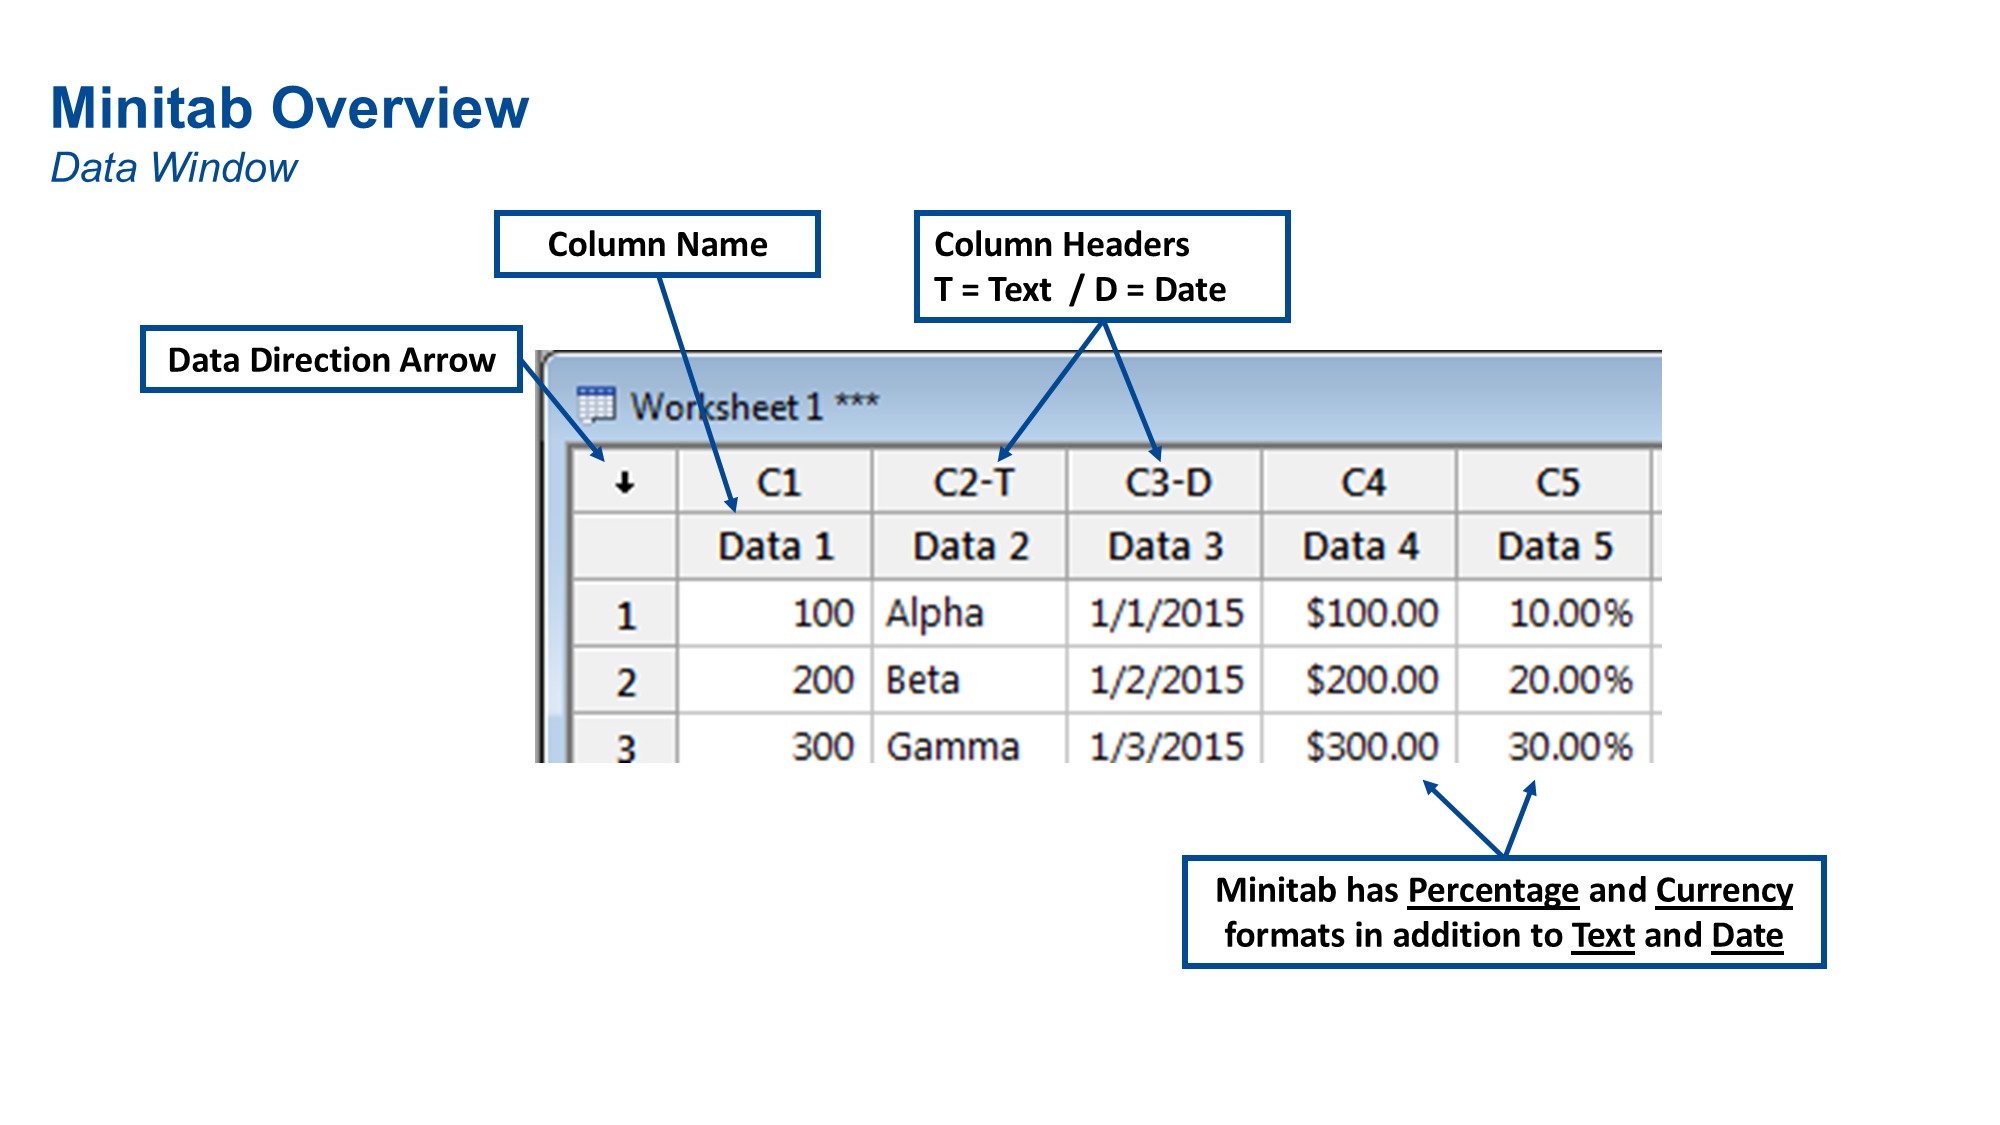 Minitab Overview
Data Window
Column Name
Column Headers
T = Text / D = Date
Data Direction Arrow
Worksheet 1 ***
↓ C1 C2-T C3-D C4 C5
Data 1 Data 2 Data 3 Data 4 Data 5
1 100 Alpha 1/1/2015 $100.00 10.00%
2 200 Beta 1/2/2015 $200.00 20.00%
3 300 Gamma 1/3/2015 $300.00 30.00%
Minitab has Percentage and Currency
formats in addition to Text and Date